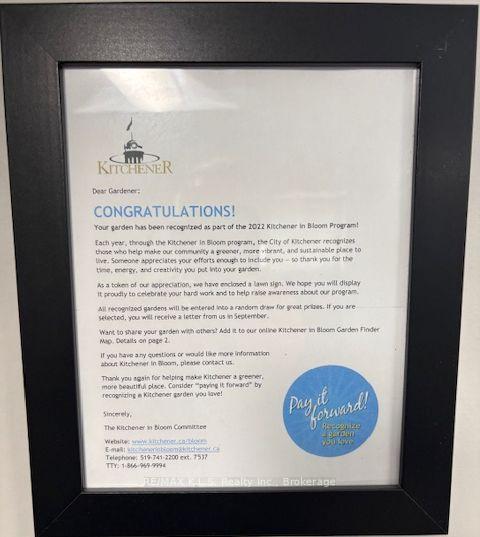 KITCHENER
Dear Gardener:
CONGRATULATIONS!
Your garden has been recognized as part of the 2022 Kitchener in Bloom Program!
Each year, through the Kitchener in Bloom program, the City of Kitchener recognizes
those who help make our community a greener, more vibrant, and sustainable place to
live. Someone appreciates your efforts enough to include you – so thank you for the
time, energy, and creativity you put into your garden.
As a token of our appreciation, we have enclosed a lawn sign. We hope you will display
it proudly to celebrate your hard work and to help raise awareness about our program.
All recognized gardens will be entered into a random draw for great prizes. If you are
selected, you will receive a letter from us in September.
Want to share your garden with others? Add it to our online Kitchener in Bloom Garden Finder
Map. Details on page 2.
If you have any questions or would like more information
about Kitchener in Bloom, please contact us.
Thank you again for helping make Kitchener a greener,
more beautiful place. Consider “paying it forward” by
recognizing a Kitchener garden you love!
Sincerely,
The Kitchener in Bloom Committee
Website: www.kitchener.ca/bloom
E-mail: kitchenerinbloom@kitchener.ca
Telephone: 519-741-2200 ext. 7537
TTY: 1-866-969-9994
Pay it
forward!
Recognize
a garden
you love
RE/MAX K.L.S. Realty Inc., Brokerage